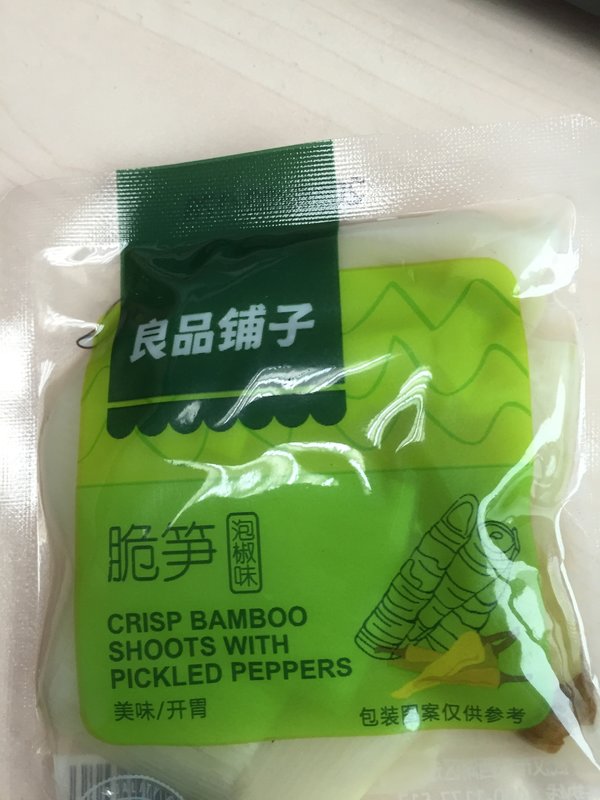 良品铺子
脆笋
泡椒味
CRISP BAMBOO
SHOOTS WITH
PICKLED PEPPERS
美味/开胃
包装图案仅供参考